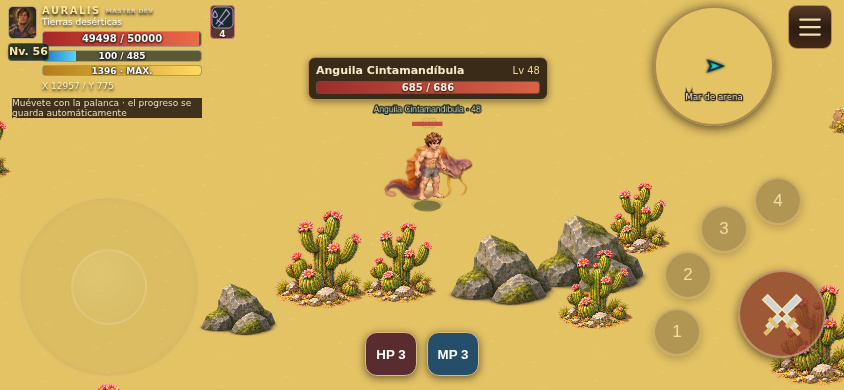 AURALIS MASTER DEV
Tierras desérticas
49498 / 50000
Nv. 56
100 / 485
1396 · MÁX.
X 12957 / Y 775
Muévete con la palanca · el progreso se
guarda automáticamente
4
Anguila Cintamandíbula Lv 48
685 / 686
Anguila Cintamandíbula · 48
Mar de arena
4
3
2
1
HP 3
MP 3